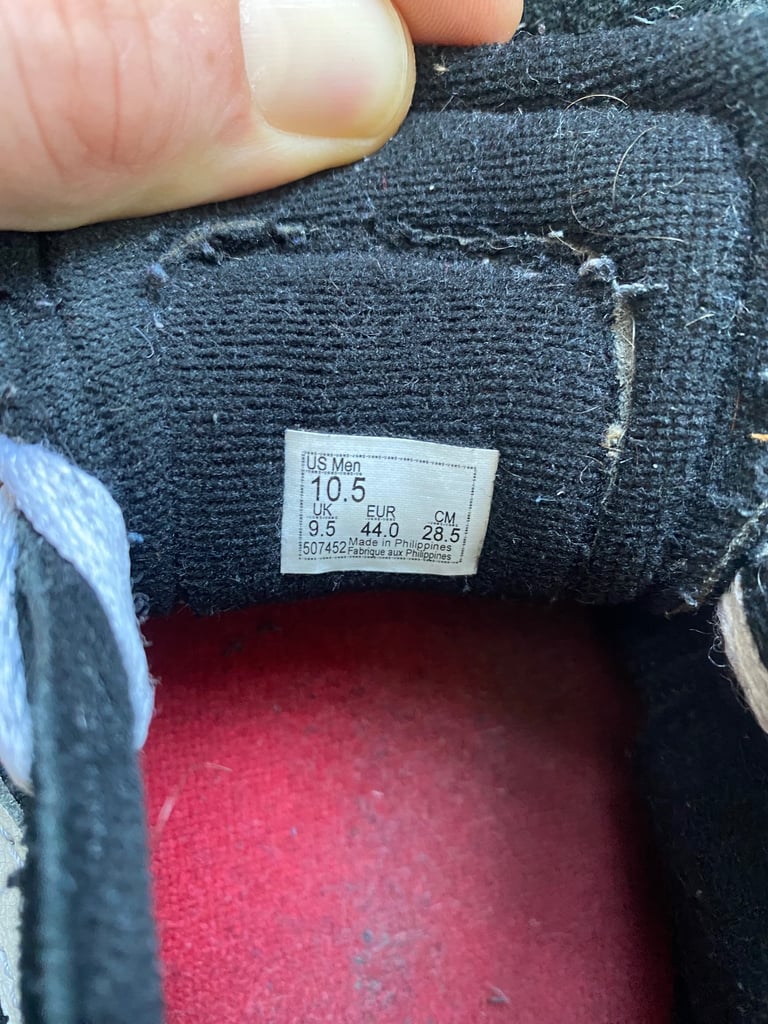 US Men
10.5
UK EUR CM
9.5 44.0 28.5
507452 Made in Philippines
Fabrique aux Philippines